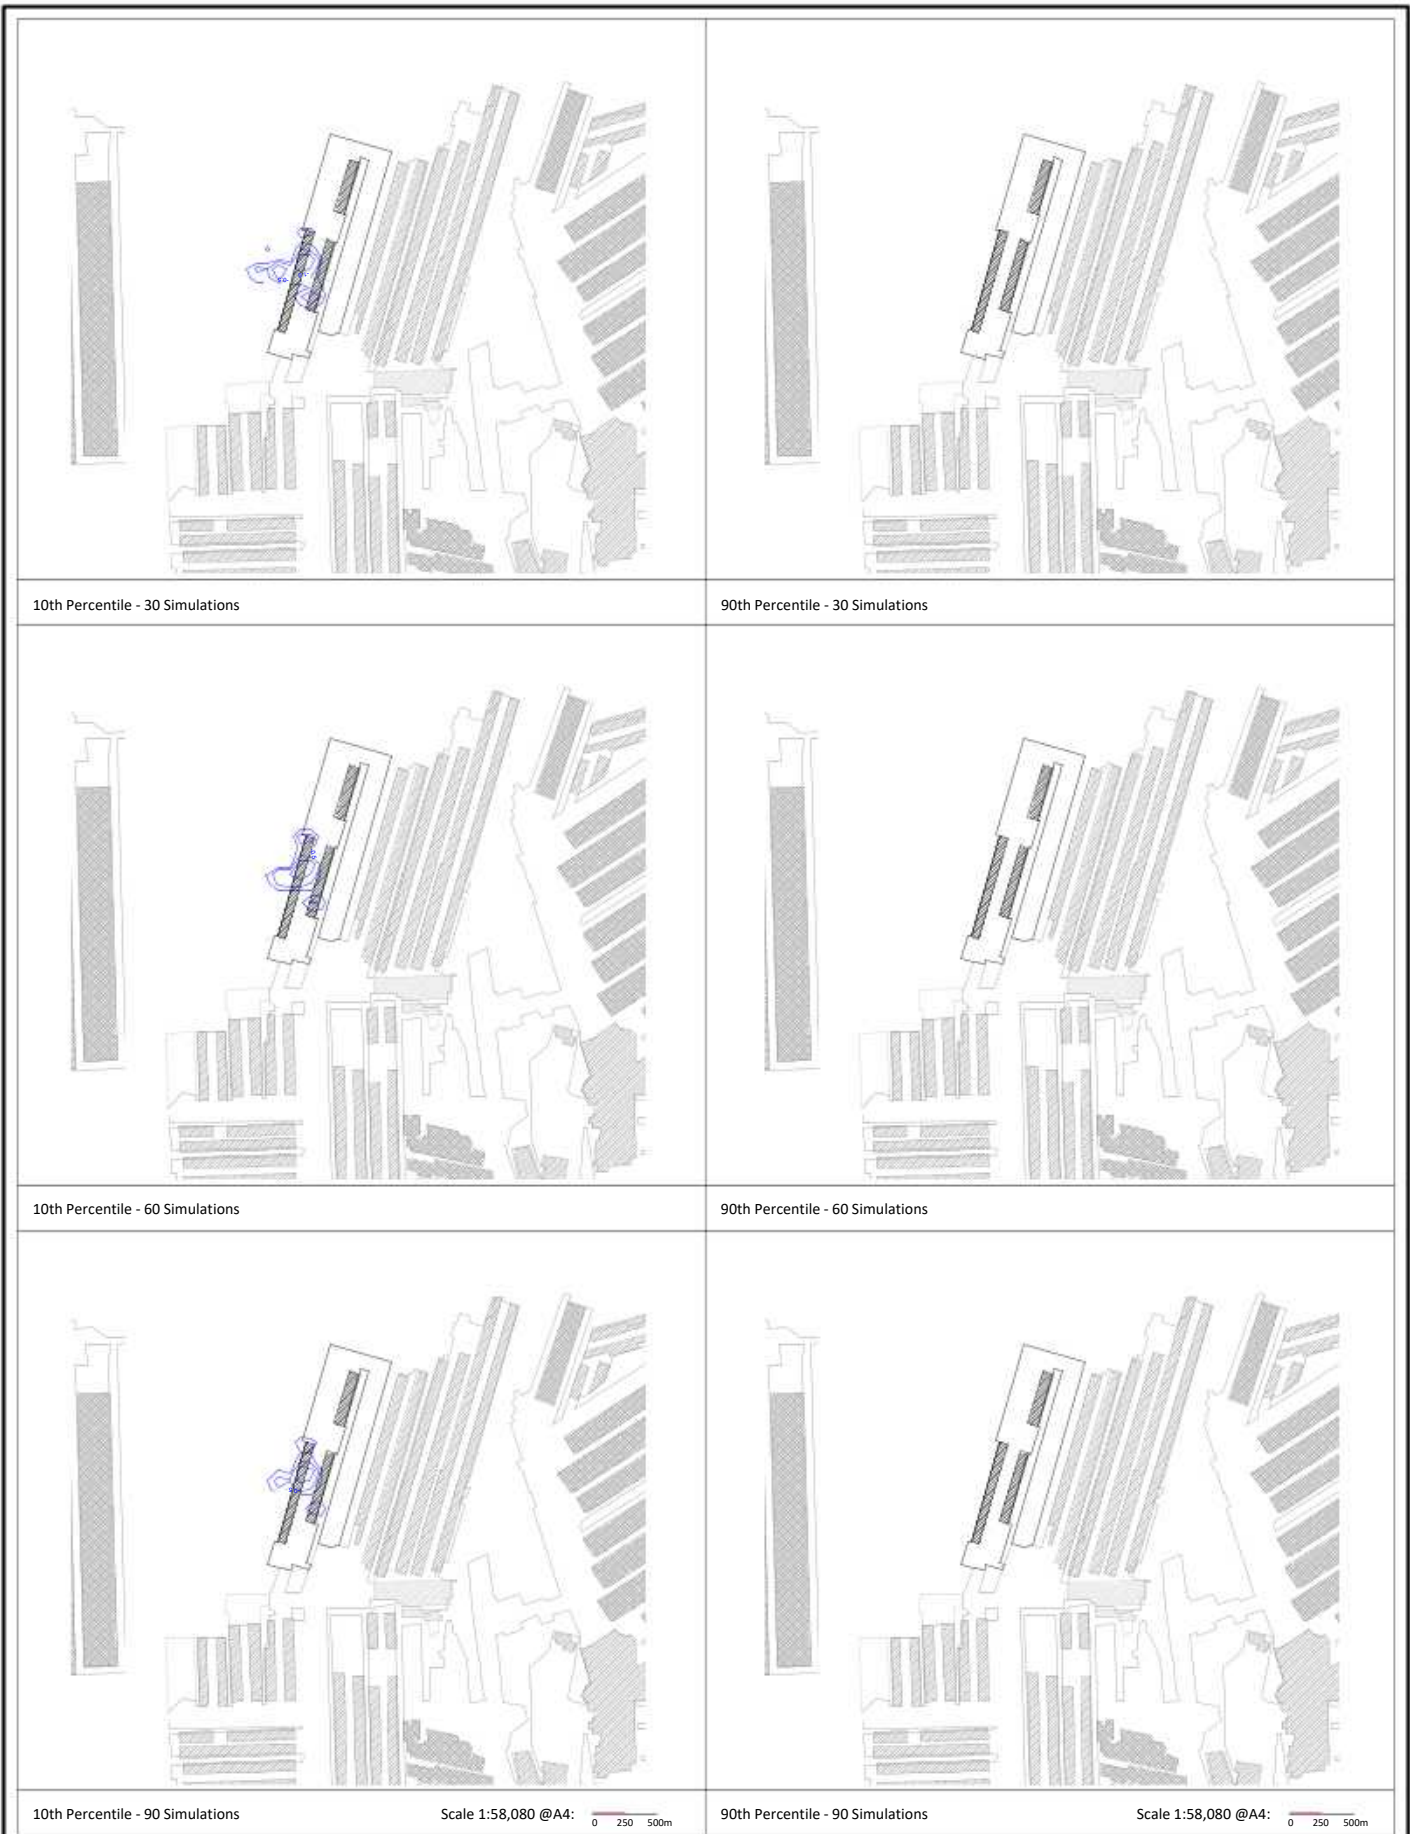 10th Percentile - 30 Simulations
90th Percentile - 30 Simulations
10th Percentile - 60 Simulations
90th Percentile - 60 Simulations
10th Percentile - 90 Simulations
Scale 1:58,080 @A4:
0 250 500m
90th Percentile - 90 Simulations
Scale 1:58,080 @A4:
0 250 500m